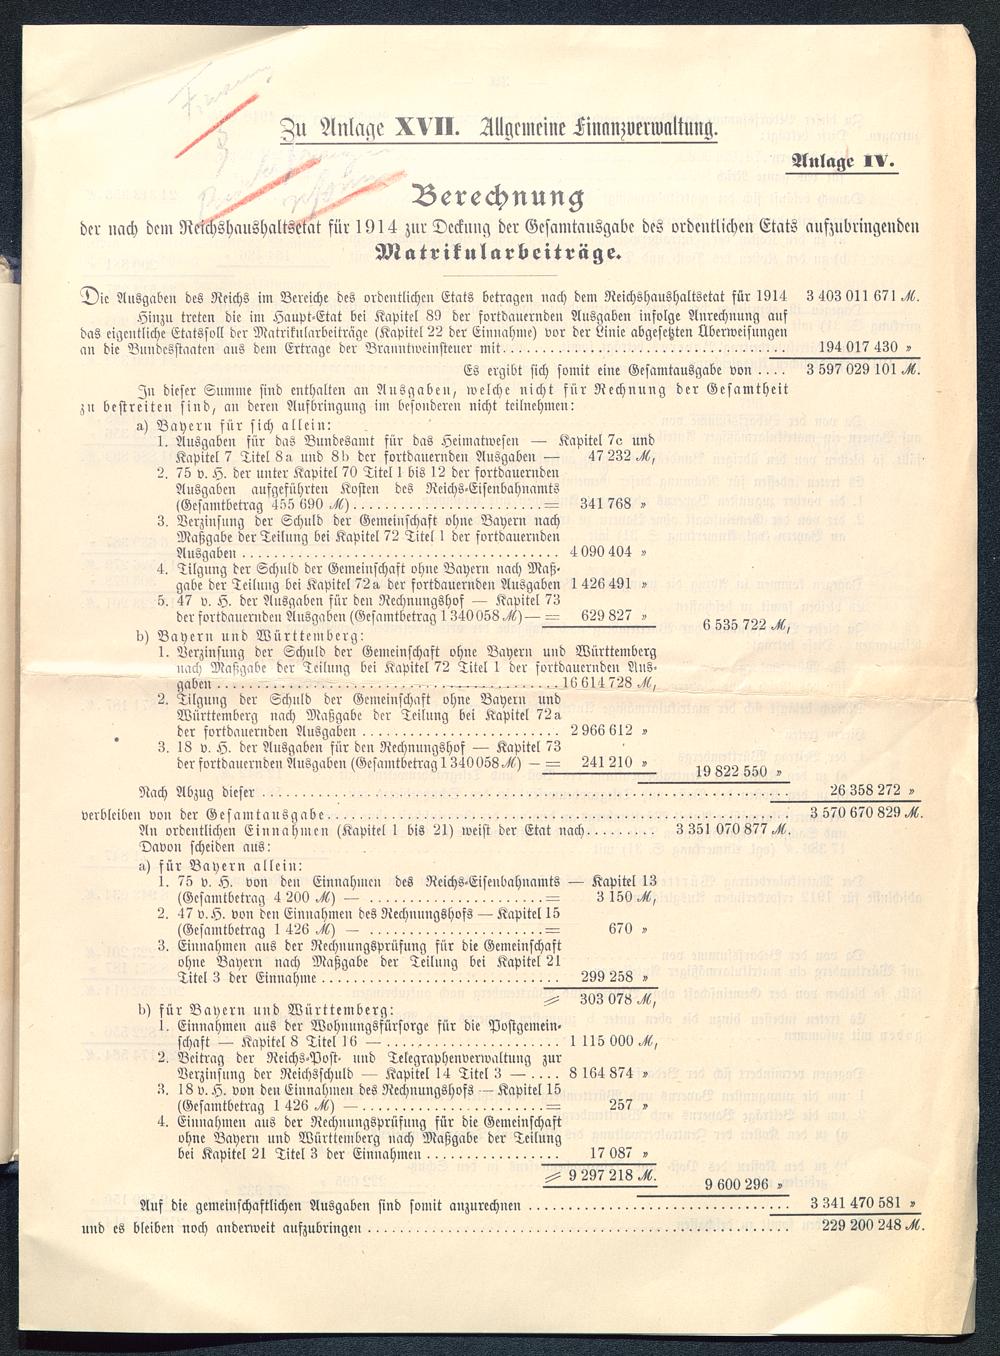 Zu Anlage XVII. Allgemeine Finanzverwaltung.
Anlage IV.
Berechnung
der nach dem Reichshaushaltsetat für 1914 zur Deckung der Gesamtausgabe des ordentlichen Etats aufzubringenden
Matrikularbeiträge.
Die Ausgaben des Reichs im Bereiche des ordentlichen Etats betragen nach dem Reichshaushaltsetat für 1914 3 403 011 671 M.
Hinzu treten die im Haupt-Etat bei Kapitel 89 der fortdauernden Ausgaben infolge Anrechnung auf
das eigentliche Etatssoll der Matrikularbeiträge (Kapitel 22 der Einnahme) vor der Linie abgesetzten Überweisungen
an die Bundesstaaten aus dem Ertrage der Branntweinsteuer mit........ 194 017 430 „
Es ergibt sich somit eine Gesamtausgabe von .... 3 597 029 101 M.
In dieser Summe sind enthalten an Ausgaben, welche nicht für Rechnung der Gesamtheit
zu bestreiten sind, an deren Aufbringung im besonderen nicht teilnehmen:
a) Bayern für sich allein:
1. Ausgaben für das Bundesamt für das Heimatwesen — Kapitel 7c und
Kapitel 7 Titel 8a und 8b der fortdauernden Ausgaben — 47 232 M,
2. 75 v. H. der unter Kapitel 70 Titel 1 bis 12 der fortdauernden
Ausgaben aufgeführten Kosten des Reichs-Eisenbahnamts
(Gesamtbetrag 455 690 M)........= 341 768 „
3. Verzinsung der Schuld der Gemeinschaft ohne Bayern nach
Maßgabe der Teilung bei Kapitel 72 Titel 1 der fortdauernden
Ausgaben ........ 4 090 404 „
4. Tilgung der Schuld der Gemeinschaft ohne Bayern nach Maß-
gabe der Teilung bei Kapitel 72a der fortdauernden Ausgaben 1 426 491 „
5. 47 v. H. der Ausgaben für den Rechnungshof — Kapitel 73
der fortdauernden Ausgaben (Gesamtbetrag 1 340 058 M) — = 629 827 „
6 535 722 M,
b) Bayern und Württemberg:
1. Verzinsung der Schuld der Gemeinschaft ohne Bayern und Württemberg
nach Maßgabe der Teilung bei Kapitel 72 Titel 1 der fortdauernden Aus-
gaben ........ 16 614 728 M,
2. Tilgung der Schuld der Gemeinschaft ohne Bayern und
Württemberg nach Maßgabe der Teilung bei Kapitel 72a
der fortdauernden Ausgaben ........ 2 966 612 „
3. 18 v. H. der Ausgaben für den Rechnungshof — Kapitel 73
der fortdauernden Ausgaben (Gesamtbetrag 1 340 058 M) — = 241 210 „
19 822 550 „
Nach Abzug dieser ........ 26 358 272 „
verbleiben von der Gesamtausgabe........ 3 570 670 829 M.
An ordentlichen Einnahmen (Kapitel 1 bis 21) weist der Etat nach........ 3 351 070 877 M.
Davon scheiden aus:
a) für Bayern allein:
1. 75 v. H. von den Einnahmen des Reichs-Eisenbahnamts — Kapitel 13
(Gesamtbetrag 4 200 M) — ........= 3 150 M,
2. 47 v. H. von den Einnahmen des Rechnungshofs — Kapitel 15
(Gesamtbetrag 1 426 M) — ........= 670 „
3. Einnahmen aus der Rechnungsprüfung für die Gemeinschaft
ohne Bayern nach Maßgabe der Teilung bei Kapitel 21
Titel 3 der Einnahme ........ 299 258 „
= 303 078 M,
b) für Bayern und Württemberg:
1. Einnahmen aus der Wohnungsfürsorge für die Postgemein-
schaft — Kapitel 8 Titel 16 — ........ 1 115 000 M,
2. Beitrag der Reichs-Post- und Telegraphenverwaltung zur
Verzinsung der Reichsschuld — Kapitel 14 Titel 3 — .... 8 164 874 „
3. 18 v. H. von den Einnahmen des Rechnungshofs — Kapitel 15
(Gesamtbetrag 1 426 M) — ........= 257 „
4. Einnahmen aus der Rechnungsprüfung für die Gemeinschaft
ohne Bayern und Württemberg nach Maßgabe der Teilung
bei Kapitel 21 Titel 3 der Einnahmen ........ 17 087 „
= 9 297 218 M.
9 600 296 „
Auf die gemeinschaftlichen Ausgaben sind somit anzurechnen ........ 3 341 470 581 „
und es bleiben noch anderweit aufzubringen ........ 229 200 248 M.